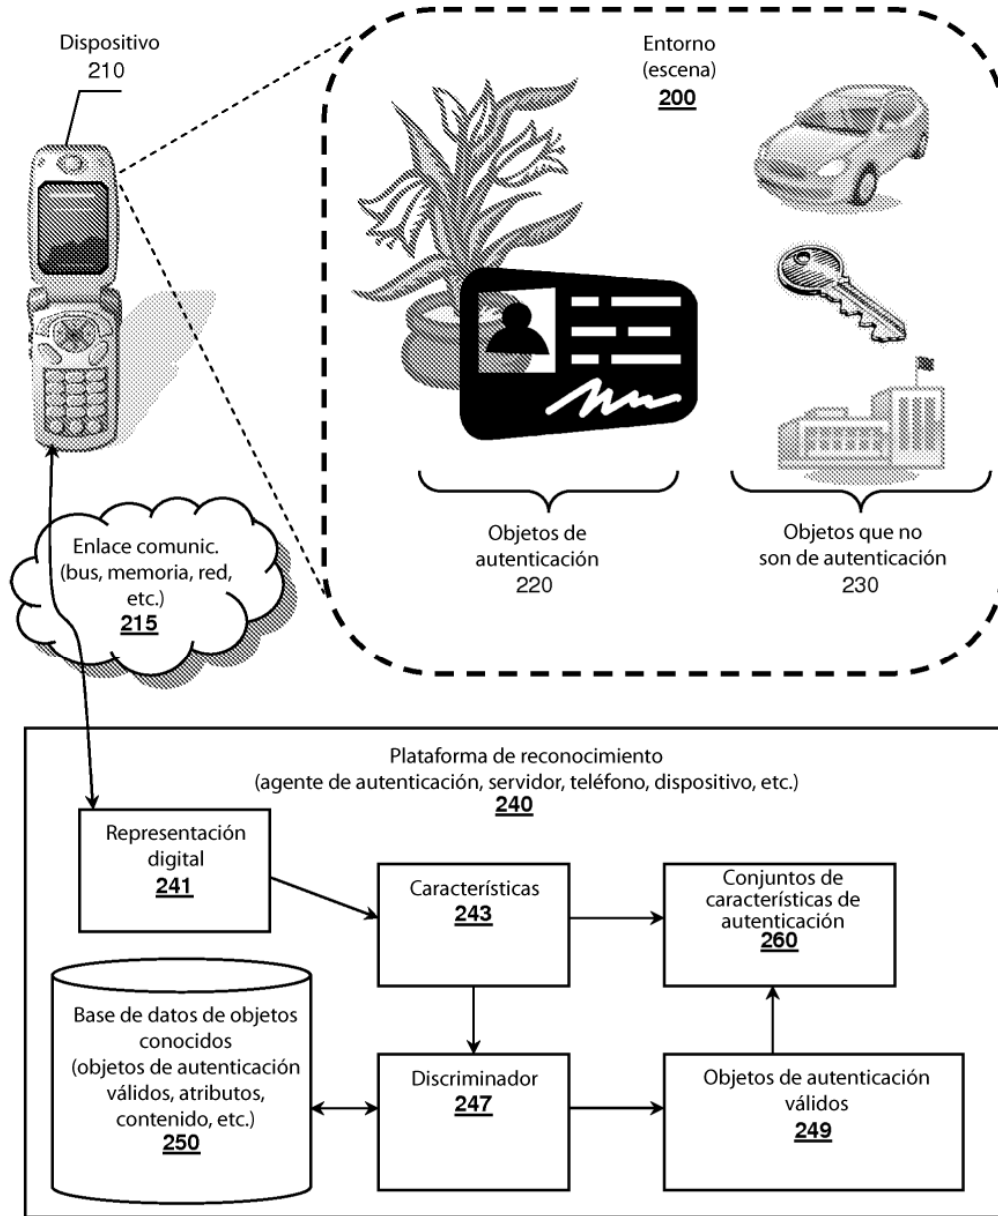 Dispositivo
210
Entorno
(escena)
200
Objetos de
autenticación
220
Objetos que no
son de autenticación
230
Enlace comunic.
(bus, memoria, red,
etc.)
215
Plataforma de reconocimiento
(agente de autenticación, servidor, teléfono, dispositivo, etc.)
240
Representación
digital
241
Características
243
Conjuntos de
características de
autenticación
260
Base de datos de objetos
conocidos
(objetos de autenticación
válidos, atributos,
contenido, etc.)
250
Discriminador
247
Objetos de autenticación
válidos
249